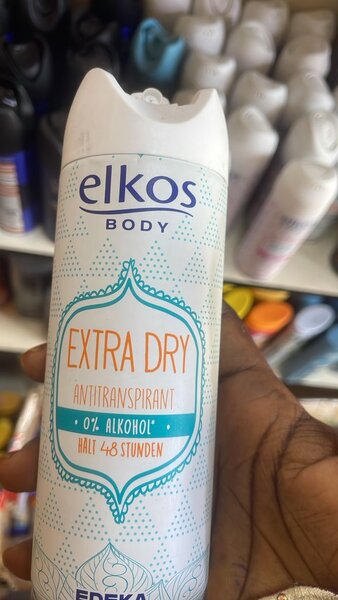 elkos
BODY
EXTRA DRY
ANTITRANSPIRANT
• 0% ALKOHOL* •
HÄLT 48 STUNDEN
EDEKA